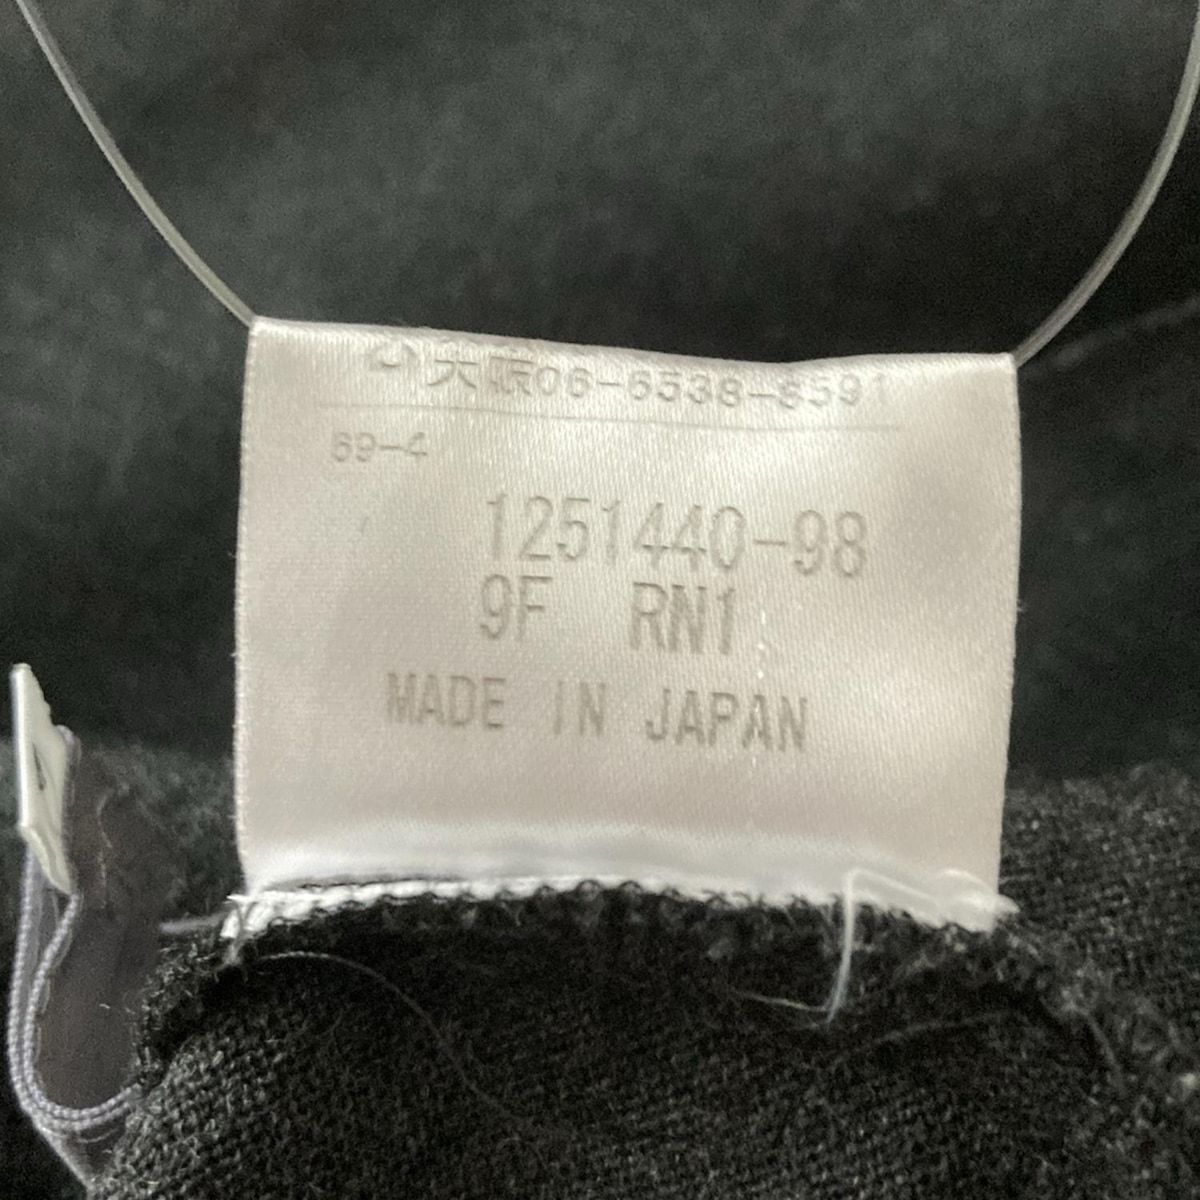 大阪06-6538-8591
69-4
1251440-98
9F RN1
MADE IN JAPAN